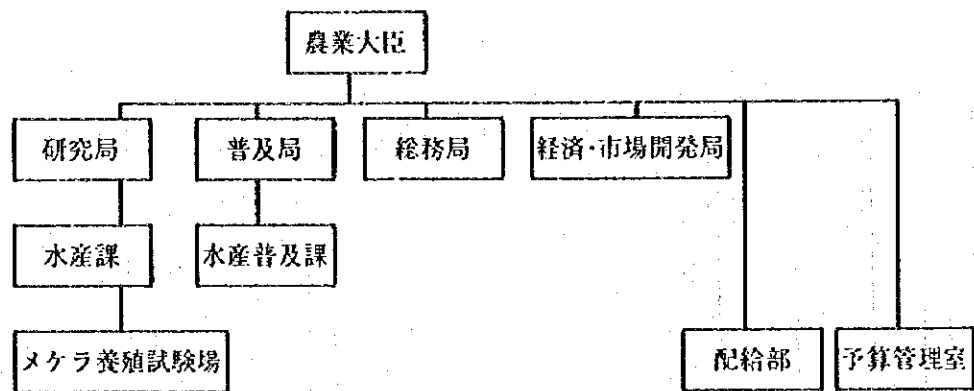 農業大臣
研究局
普及局
総務局
経済・市場開発局
水産課
水産普及課
メケラ養殖試験場
配給部
予算管理室